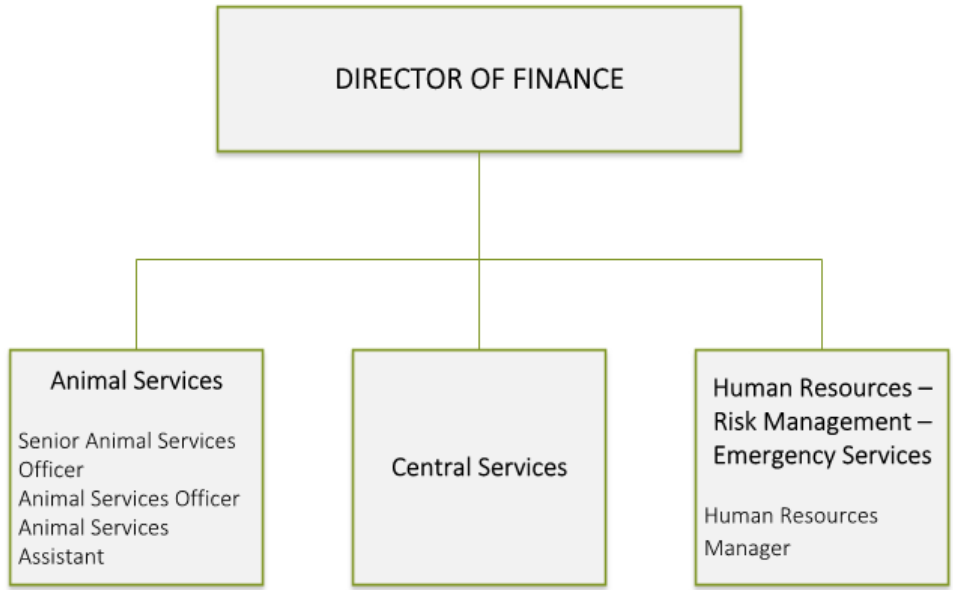 DIRECTOR OF FINANCE
Animal Services
Senior Animal Services
Officer
Animal Services Officer
Animal Services
Assistant
Central Services
Human Resources –
Risk Management –
Emergency Services
Human Resources
Manager